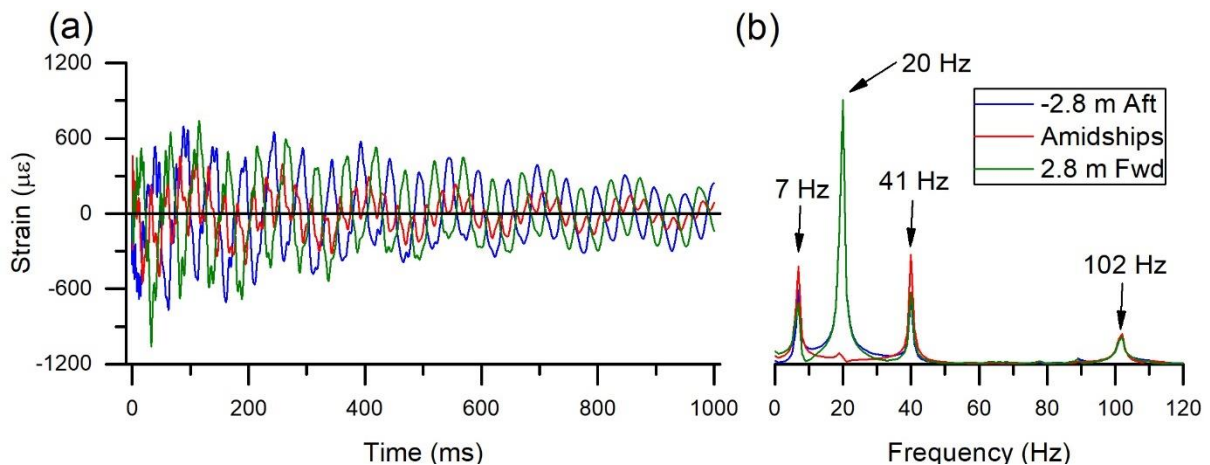 (a)
1200
600
0
-600
-1200
Strain (με)
0 200 400 600 800 1000
Time (ms)
(b)
20 Hz
-2.8 m Aft
Amidships
2.8 m Fwd
7 Hz
41 Hz
102 Hz
0 20 40 60 80 100 120
Frequency (Hz)